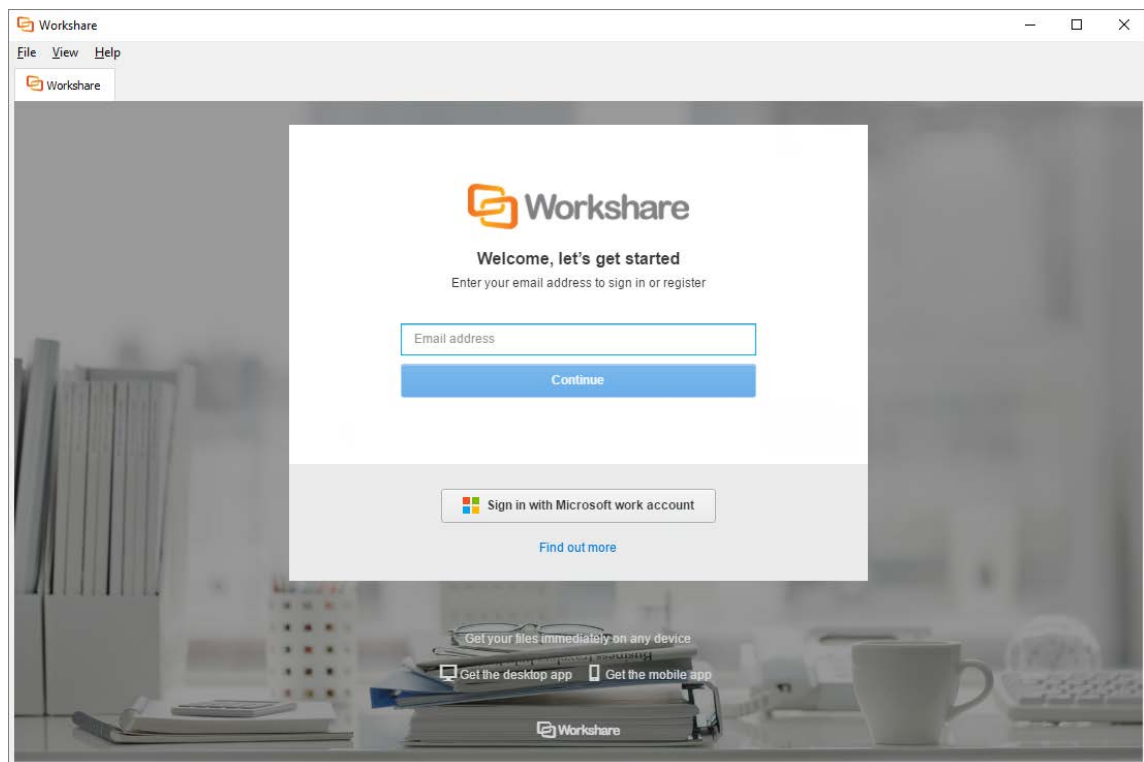 Workshare
File View Help
Workshare
Workshare
Welcome, let's get started
Enter your email address to sign in or register
Email address
Continue
Sign in with Microsoft work account
Find out more
Get your files immediately on any device
Business
Get the desktop app Get the mobile app
Workshare